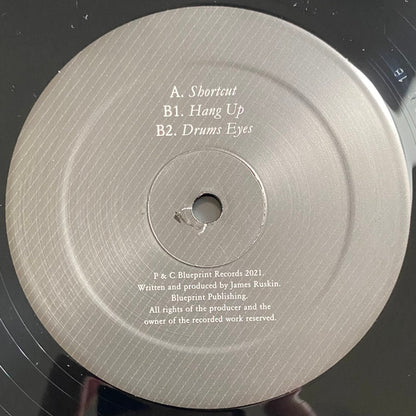 A. Shortcut
B1. Hang Up
B2. Drums Eyes
P & C Blueprint Records 2021.
Written and produced by James Ruskin.
Blueprint Publishing.
All rights of the producer and the
owner of the recorded work reserved.